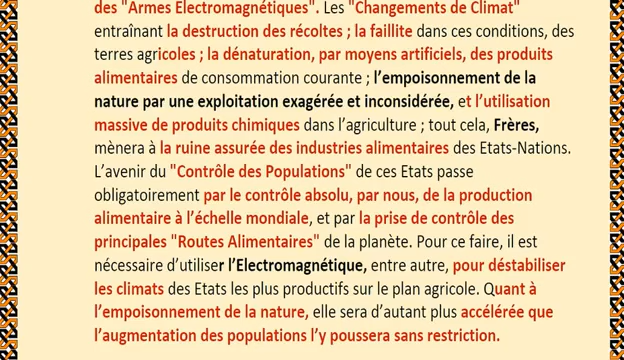 des "Armes Electromagnétiques". Les "Changements de Climat"
entraînant la destruction des récoltes ; la faillite dans ces conditions, des
terres agricoles ; la dénaturation, par moyens artificiels, des produits
alimentaires de consommation courante ; l’empoisonnement de la
nature par une exploitation exagérée et inconsidérée, et l’utilisation
massive de produits chimiques dans l’agriculture ; tout cela, Frères,
mènera à la ruine assurée des industries alimentaires des Etats-Nations.
L’avenir du "Contrôle des Populations" de ces Etats passe
obligatoirement par le contrôle absolu, par nous, de la production
alimentaire à l’échelle mondiale, et par la prise de contrôle des
principales "Routes Alimentaires" de la planète. Pour ce faire, il est
nécessaire d’utiliser l’Electromagnétique, entre autre, pour déstabiliser
les climats des Etats les plus productifs sur le plan agricole. Quant à
l’empoisonnement de la nature, elle sera d’autant plus accélérée que
l’augmentation des populations l’y poussera sans restriction.